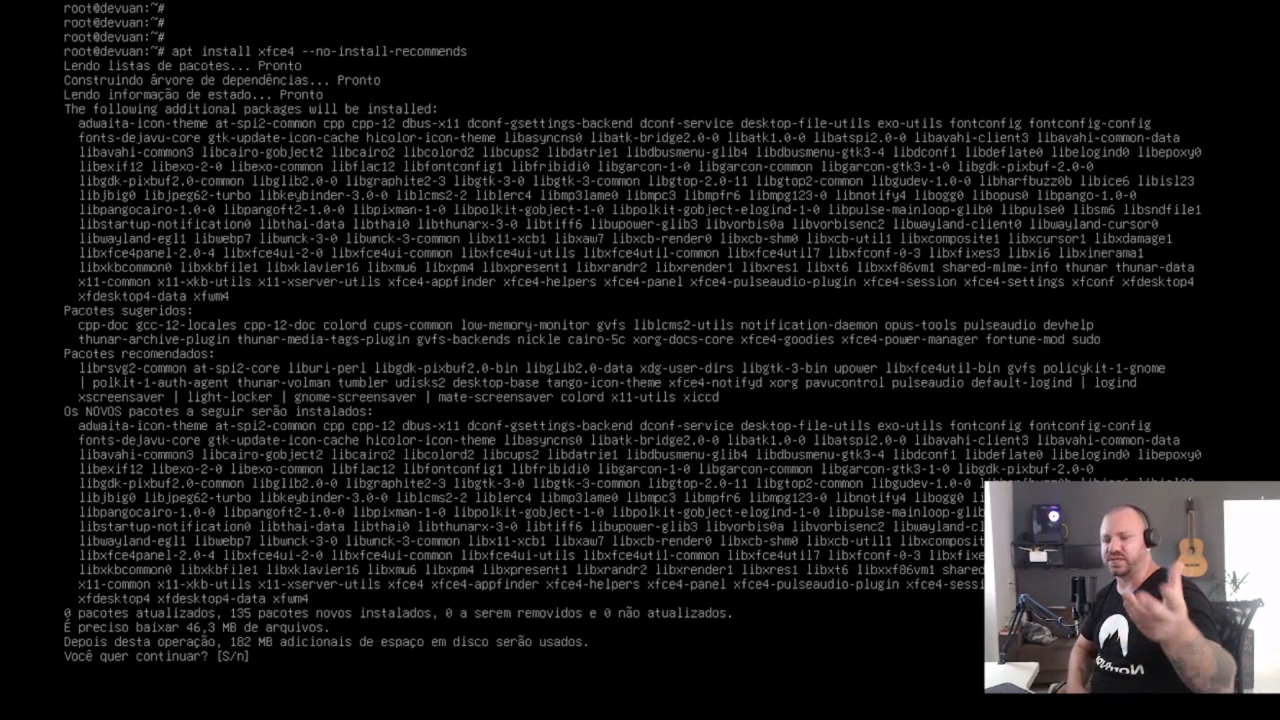 root@devuan:~#
root@devuan:~#
root@devuan:~#
root@devuan:~# apt install xfce4 --no-install-recommends
Lendo listas de pacotes... Pronto
Construindo árvore de dependências... Pronto
Lendo informação de estado... Pronto
The following additional packages will be installed:
adwaita-icon-theme at-spi2-common cpp cpp-12 dbus-x11 dconf-gsettings-backend dconf-service desktop-file-utils exo-utils fontconfig fontconfig-config
fonts-dejavu-core gtk-update-icon-cache hicolor-icon-theme libasyncns0 libatk-bridge2.0-0 libatk1.0-0 libatspi2.0-0 libavahi-client3 libavahi-common-data
libavahi-common3 libcairo-gobject2 libcairo2 libcolord2 libcups2 libdatrie1 libdbusmenu-glib4 libdbusmenu-gtk3-4 libdconf1 libdeflate0 libelogind0 libepoxy0
libexif12 libexo-2-0 libexo-common libflac12 libfontconfig1 libfribidi0 libgarcon-1-0 libgarcon-common libgarcon-gtk3-1-0 libgdk-pixbuf-2.0-0
libgdk-pixbuf2.0-common libglib2.0-data libgraphite2-3 libgtk-3-0 libgtk-3-common libgtop-2.0-11 libgtop2-common libgudev-1.0-0 libharfbuzz0b libice6 libisl23
libjbig0 libjpeg62-turbo libkeybinder-3.0-0 liblcms2-2 liblerc4 libmp3lame0 libmpc3 libmpfr6 libmpg123-0 libnotify4 libogg0 libopus0 libpango-1.0-0
libpangocairo-1.0-0 libpangoft2-1.0-0 libpixman-1-0 libpolkit-gobject-1-0 libpolkit-gobject-elogind-1-0 libpulse-mainloop-glib0 libpulse0 libsm6 libsndfile1
libstartup-notification0 libthai-data libthai0 libthunarx-3-0 libtiff6 libupower-glib3 libvorbis0a libvorbisenc2 libwayland-client0 libwayland-cursor0
libwayland-egl1 libwebp7 libwnck-3-0 libwnck-3-common libx11-xcb1 libxaw7 libxcb-render0 libxcb-shm0 libxcb-util1 libxcomposite1 libxcursor1 libxdamage1
libxfce4panel-2.0-4 libxfce4ui-2-0 libxfce4ui-common libxfce4ui-utils libxfce4util-common libxfce4util7 libxfconf-0-3 libxfixes3 libxi6 libxinerama1
libxkbcommon0 libxkbfile1 libxklavier16 libxmu6 libxpm4 libxpresent1 libxrandr2 libxrender1 libxres1 libxt6 libxxf86vm1 shared-mime-info thunar thunar-data
x11-common x11-xkb-utils x11-xserver-utils xfce4-appfinder xfce4-helpers xfce4-panel xfce4-pulseaudio-plugin xfce4-session xfce4-settings xfconf xfdesktop4
xfdesktop4-data xfwm4
Pacotes sugeridos:
cpp-doc gcc-12-locales cpp-12-doc colord cups-common low-memory-monitor gvfs liblcms2-utils notification-daemon opus-tools pulseaudio devhelp
thunar-archive-plugin thunar-media-tags-plugin gvfs-backends nickle cairo-5c xorg-docs-core xfce4-goodies xfce4-power-manager fortune-mod sudo
Pacotes recomendados:
librsvg2-common at-spi2-core liburi-perl libgdk-pixbuf2.0-bin libglib2.0-data xdg-user-dirs libgtk-3-bin upower libxfce4util-bin gvfs policykit-1-gnome
| polkit-1-auth-agent thunar-volman tumbler udisks2 desktop-base tango-icon-theme xfce4-notifyd xorg pavucontrol pulseaudio default-logind | logind
xscreensaver | light-locker | gnome-screensaver | mate-screensaver colord x11-utils xiccd
Os NOVOS pacotes a seguir serão instalados:
adwaita-icon-theme at-spi2-common cpp cpp-12 dbus-x11 dconf-gsettings-backend dconf-service desktop-file-utils exo-utils fontconfig fontconfig-config
fonts-dejavu-core gtk-update-icon-cache hicolor-icon-theme libasyncns0 libatk-bridge2.0-0 libatk1.0-0 libatspi2.0-0 libavahi-client3 libavahi-common-data
libavahi-common3 libcairo-gobject2 libcairo2 libcolord2 libcups2 libdatrie1 libdbusmenu-glib4 libdbusmenu-gtk3-4 libdconf1 libdeflate0 libelogind0 libepoxy0
libexif12 libexo-2-0 libexo-common libflac12 libfontconfig1 libfribidi0 libgarcon-1-0 libgarcon-common libgarcon-gtk3-1-0 libgdk-pixbuf-2.0-0
libgdk-pixbuf2.0-common libglib2.0-0 libgraphite2-3 libgtk-3-0 libgtk-3-common libgtop-2.0-11 libgtop2-common libgudev-1.0-0
libjbig0 libjpeg62-turbo libkeybinder-3.0-0 liblcms2-2 liblerc4 libmp3lame0 libmpc3 libmpfr6 libmpg123-0 libnotify4 libogg0
libpangocairo-1.0-0 libpangoft2-1.0-0 libpixman-1-0 libpolkit-gobject-1-0 libpolkit-gobject-elogind-1-0 libpulse-mainloop-gli
libstartup-notification0 libthai-data libthai0 libthunarx-3-0 libtiff6 libupower-glib3 libvorbis0a libvorbisenc2 libwayland-cl
libwayland-egl1 libwebp7 libwnck-3-0 libwnck-3-common libx11-xcb1 libxaw7 libxcb-render0 libxcb-shm0 libxcb-util1 libxcomposit
libxfce4panel-2.0-4 libxfce4ui-2-0 libxfce4ui-common libxfce4ui-utils libxfce4util-common libxfce4util7 libxfconf-0-3 libxfixe
libxkbcommon0 libxkbfile1 libxklavier16 libxmu6 libxpm4 libxpresent1 libxrandr2 libxrender1 libxres1 libxt6 libxxf86vm1 shared
x11-common x11-xkb-utils x11-xserver-utils xfce4 xfce4-appfinder xfce4-helpers xfce4-panel xfce4-pulseaudio-plugin xfce4-sessi
xfdesktop4 xfdesktop4-data xfwm4
0 pacotes atualizados, 135 pacotes novos instalados, 0 a serem removidos e 0 não atualizados.
É preciso baixar 46,3 MB de arquivos.
Depois desta operação, 182 MB adicionais de espaço em disco serão usados.
Você quer continuar? [S/n]